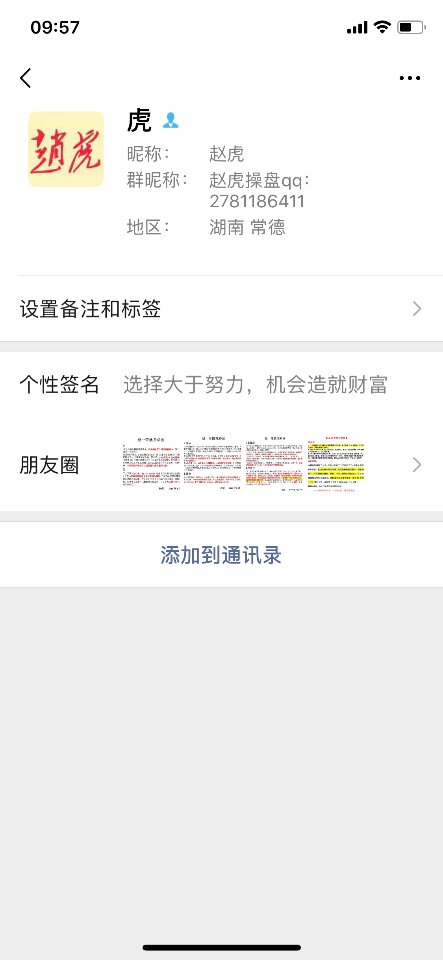 09:57
趙虎
虎
昵称： 赵虎
群昵称： 赵虎操盘qq：
2781186411
地区： 湖南 常德
设置备注和标签
个性签名 选择大于努力，机会造就财富
朋友圈
添加到通讯录